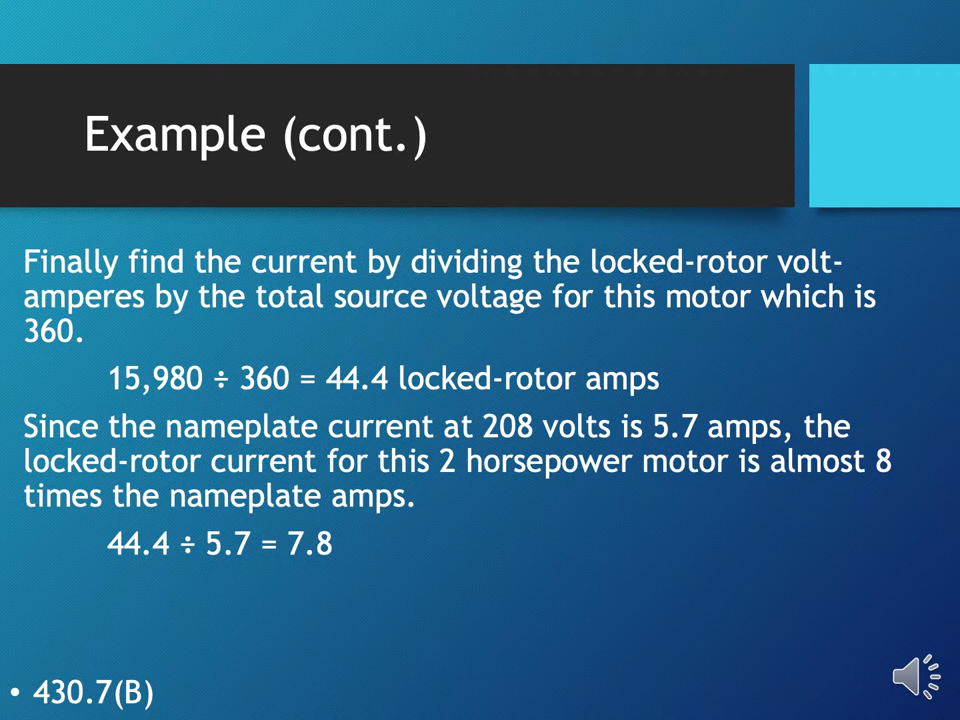 Example (cont.)
Finally find the current by dividing the locked-rotor volt-
amperes by the total source voltage for this motor which is
360.
15,980 ÷ 360 = 44.4 locked-rotor amps
Since the nameplate current at 208 volts is 5.7 amps, the
locked-rotor current for this 2 horsepower motor is almost 8
times the nameplate amps.
44.4 ÷ 5.7 = 7.8
• 430.7(B)